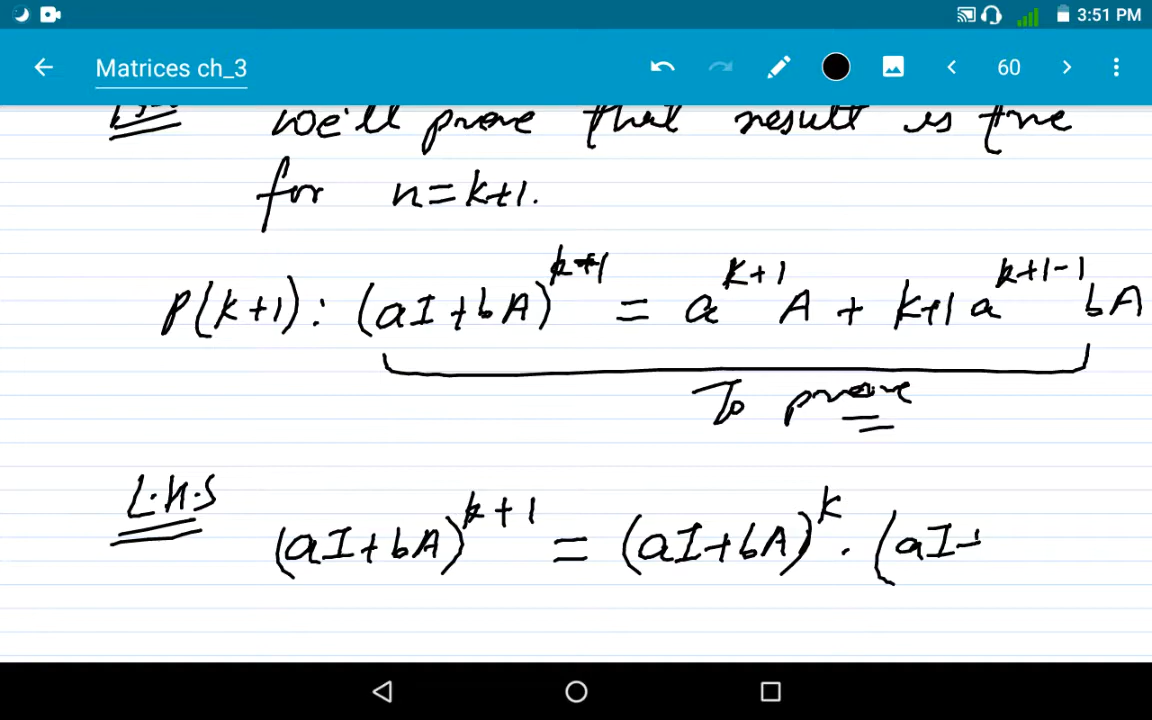 3:51 PM
Matrices ch_3 60
we'll prove that result is true
for n=k+1.
P(k+1): (aI+bA)^{k+1} = a^{k+1} A + k+1 a^{k+1-1} bA
To prove
L.H.S
(aI+bA)^{k+1} = (aI+bA)^k . (aI+